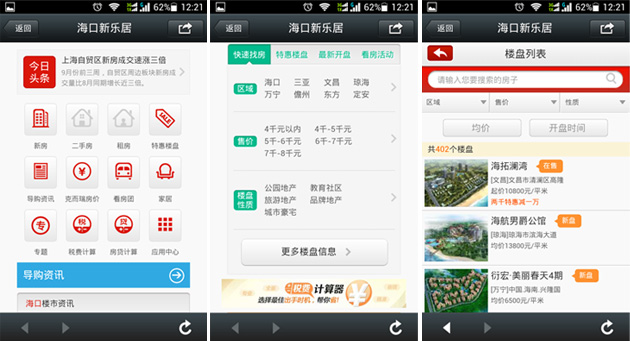 62% 12:21
返回
海口新乐居
今日
头条
上海自贸区新房成交速涨三倍
9月份前三周，自贸区周边板块新房成
交量比8月同期增长近三倍。
新房
二手房
租房
SALE
特惠楼盘
导购资讯
克而瑞房价
看房团
家居
专
税
贷
专题
税费计算
房贷计算
应用中心
导购资讯
海口楼市资讯
62% 12:21
返回
海口新乐居
快速找房
特惠楼盘
最新开盘
看房活动
区域
海口 三亚 文昌 琼海
万宁 儋州 东方 定安
售价
4千元以内 4千-5千元
5千-6千元 6千-7千元
7千-8千元
楼盘
性质
公园地产 教育社区
旅游地产 品牌地产
城市豪宅
更多楼盘信息
税费计算器
选择最佳出手时机，帮你省!
62% 12:21
返回
海口新乐居
楼盘列表
请输入您要搜索的房子
区域
售价
性质
均价
开盘时间
共402个楼盘
海拓澜湾
在售
[文昌]文昌市清澜区高隆
起价10800元/平米
两千特惠减一万
海航男爵公馆
新盘
[琼海]琼海市滨海大道
均价13800元/平米
衍宏·美丽春天4期
新盘
[万宁]中国.海南.兴隆国
均价6500元/平米